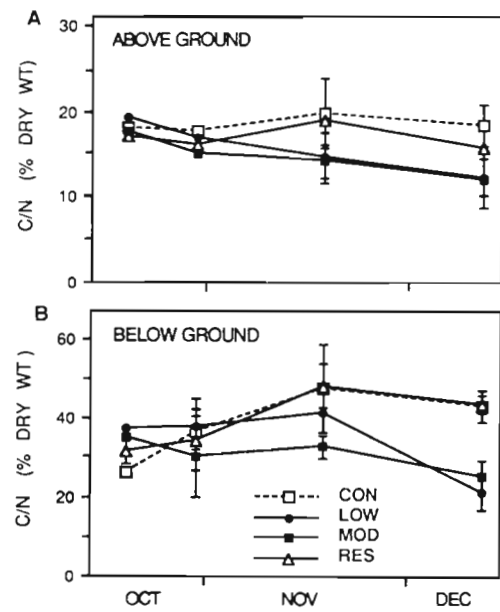 A
ABOVE GROUND
C/N (% DRY WT)
30
20
10
0
B
BELOW GROUND
C/N (% DRY WT)
60
40
20
0
CON
LOW
MOD
RES
OCT NOV DEC